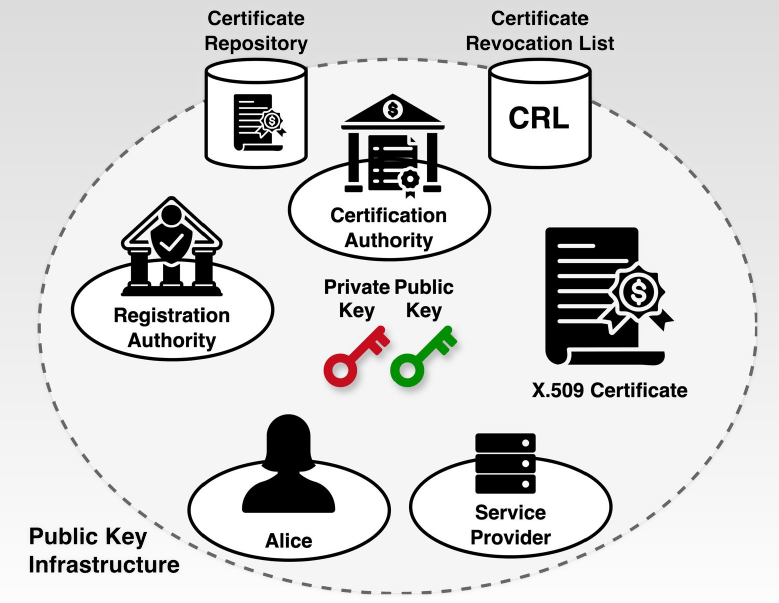 Certificate
Repository
Certificate
Revocation List
$
CRL
$
Certification
Authority
Registration
Authority
Private
Key
Public
Key
$
X.509 Certificate
Alice
Service
Provider
Public Key
Infrastructure